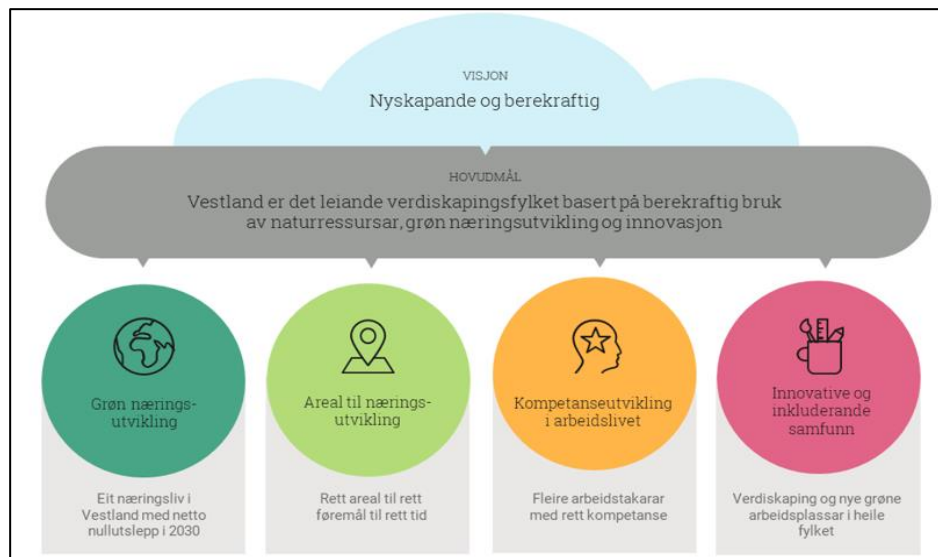 VISJON
Nyskapande og berekraftig
HOVUDMÅL
Vestland er det leiande verdiskapingsfylket basert på berekraftig bruk
av naturressursar, grøn næringsutvikling og innovasjon
Grøn nærings-
utvikling
Eit næringsliv i
Vestland med netto
nullutslepp i 2030
Areal til nærings-
utvikling
Rett areal til rett
føremål til rett tid
Kompetanseutvikling
i arbeidslivet
Fleire arbeidstakarar
med rett kompetanse
Innovative og
inkluderande
samfunn
Verdiskaping og nye grøne
arbeidsplassar i heile
fylket